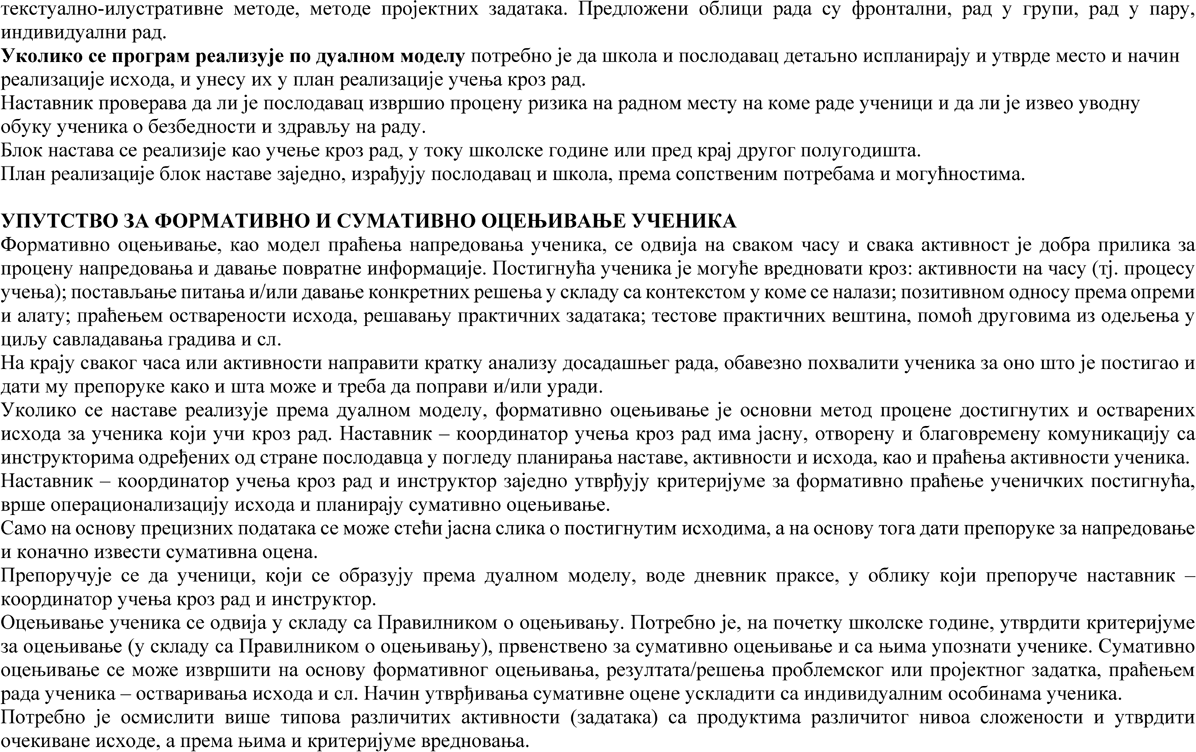 текстуално-илустративне методе, методе пројектних задатака. Предложени облици рада су фронтални, рад у групи, рад у пару,
индивидуални рад.
Уколико се програм реализује по дуалном моделу потребно је да школа и послодавац детаљно испланирају и утврде место и начин
реализације исхода, и унесу их у план реализације учења кроз рад.
Наставник проверава да ли је послодавац извршио процену ризика на радном месту на коме раде ученици и да ли је извео уводну
обуку ученика о безбедности и здрављу на раду.
Блок настава се реализије као учење кроз рад, у току школске године или пред крај другог полугодишта.
План реализације блок наставе заједно, израђују послодавац и школа, према сопственим потребама и могућностима.
УПУТСТВО ЗА ФОРМАТИВНО И СУМАТИВНО ОЦЕЊИВАЊЕ УЧЕНИКА
Формативно оцењивање, као модел праћења напредовања ученика, се одвија на сваком часу и свака активност је добра прилика за
процену напредовања и давање повратне информације. Постигнућа ученика је могуће вредновати кроз: активности на часу (тј. процесу
учења); постављање питања и/или давање конкретних решења у складу са контекстом у коме се налази; позитивном односу према опреми
и алату; праћењем остварености исхода, решавању практичних задатака; тестове практичних вештина, помоћ друговима из одељења у
циљу савладавања градива и сл.
На крају сваког часа или активности направити кратку анализу досадашњег рада, обавезно похвалити ученика за оно што је постигао и
дати му препоруке како и шта може и треба да поправи и/или уради.
Уколико се наставе реализује према дуалном моделу, формативно оцењивање је основни метод процене достигнутих и остварених
исхода за ученика који учи кроз рад. Наставник – координатор учења кроз рад има јасну, отворену и благовремену комуникацију са
инструкторима одређених од стране послодавца у погледу планирања наставе, активности и исхода, као и праћења активности ученика.
Наставник – координатор учења кроз рад и инструктор заједно утврђују критеријуме за формативно праћење ученичких постигнућа,
врше операционализацију исхода и планирају сумативно оцењивање.
Само на основу прецизних података се може стећи јасна слика о постигнутим исходима, а на основу тога дати препоруке за напредовање
и коначно извести сумативна оцена.
Препоручује се да ученици, који се образују према дуалном моделу, воде дневник праксе, у облику који препоруче наставник –
координатор учења кроз рад и инструктор.
Оцењивање ученика се одвија у складу са Правилником о оцењивању. Потребно је, на почетку школске године, утврдити критеријуме
за оцењивање (у складу са Правилником о оцењивању), првенствено за сумативно оцењивање и са њима упознати ученике. Сумативно
оцењивање се може извршити на основу формативног оцењивања, резултата/решења проблемског или пројектног задатка, праћењем
рада ученика – остваривања исхода и сл. Начин утврђивања сумативне оцене ускладити са индивидуалним особинама ученика.
Потребно је осмислити више типова различитих активности (задатака) са продуктима различитог нивоа сложености и утврдити
очекиване исходе, а према њима и критеријуме вредновања.